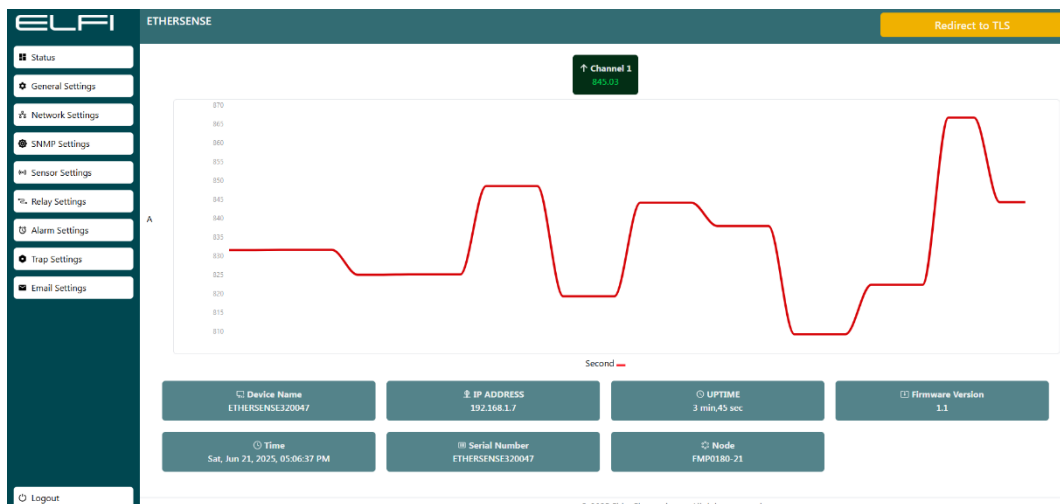 ELFI
ETHERSENSE
Redirect to TLS
Status
General Settings
Network Settings
SNMP Settings
Sensor Settings
Relay Settings
Alarm Settings
Trap Settings
Email Settings
Logout
Channel 1
845.03
870
865
860
855
850
845
840
835
830
825
820
815
810
A
Second
Device Name
ETHERSENSE320047
IP ADDRESS
192.168.1.7
UPTIME
3 min,45 sec
Firmware Version
1.1
Time
Sat, Jun 21, 2025, 05:06:37 PM
Serial Number
ETHERSENSE320047
Node
FMP0180-21